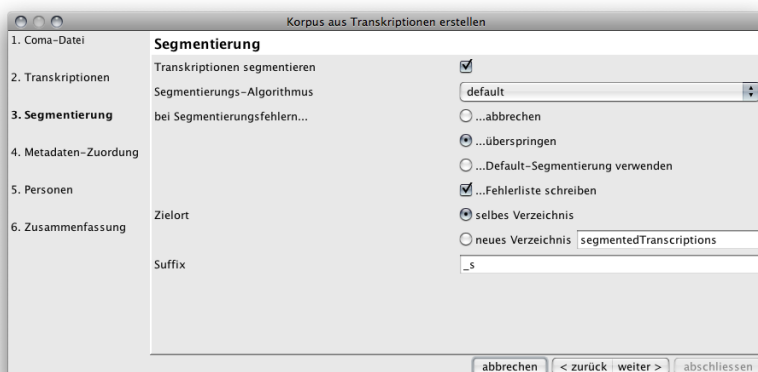 Korpus aus Transkriptionen erstellen
1. Coma-Datei
2. Transkriptionen
3. Segmentierung
4. Metadaten-Zuordung
5. Personen
6. Zusammenfassung
Segmentierung
Transkriptionen segmentieren
Segmentierungs-Algorithmus default
bei Segmentierungsfehlern... ...abbrechen
...überspringen
...Default-Segmentierung verwenden
...Fehlerliste schreiben
Zielort selbes Verzeichnis
neues Verzeichnis segmentedTranscriptions
Suffix _s
abbrechen < zurück weiter > abschliessen